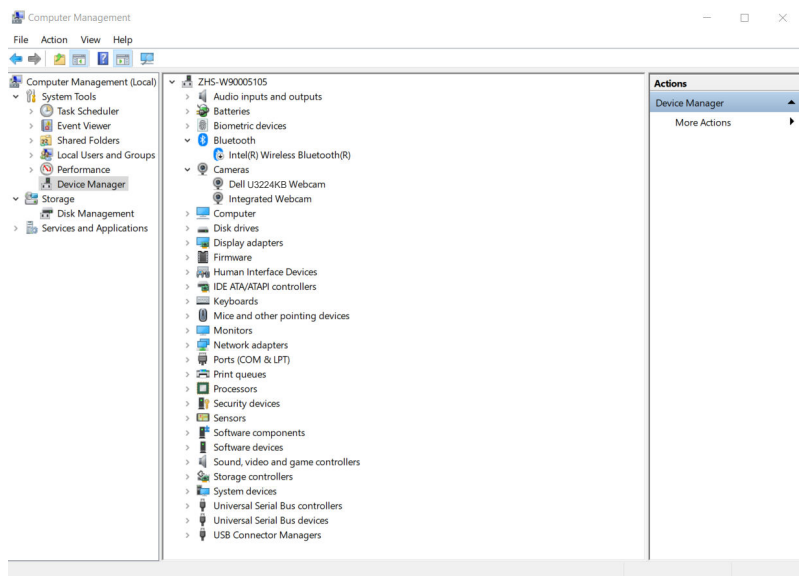 Computer Management
File Action View Help
Computer Management (Local)
System Tools
Task Scheduler
Event Viewer
Shared Folders
Local Users and Groups
Performance
Device Manager
Storage
Disk Management
Services and Applications
ZHS-W90005105
Audio inputs and outputs
Batteries
Biometric devices
Bluetooth
Intel(R) Wireless Bluetooth(R)
Cameras
Dell U3224KB Webcam
Integrated Webcam
Computer
Disk drives
Display adapters
Firmware
Human Interface Devices
IDE ATA/ATAPI controllers
Keyboards
Mice and other pointing devices
Monitors
Network adapters
Ports (COM & LPT)
Print queues
Processors
Security devices
Sensors
Software components
Software devices
Sound, video and game controllers
Storage controllers
System devices
Universal Serial Bus controllers
Universal Serial Bus devices
USB Connector Managers
Actions
Device Manager
More Actions